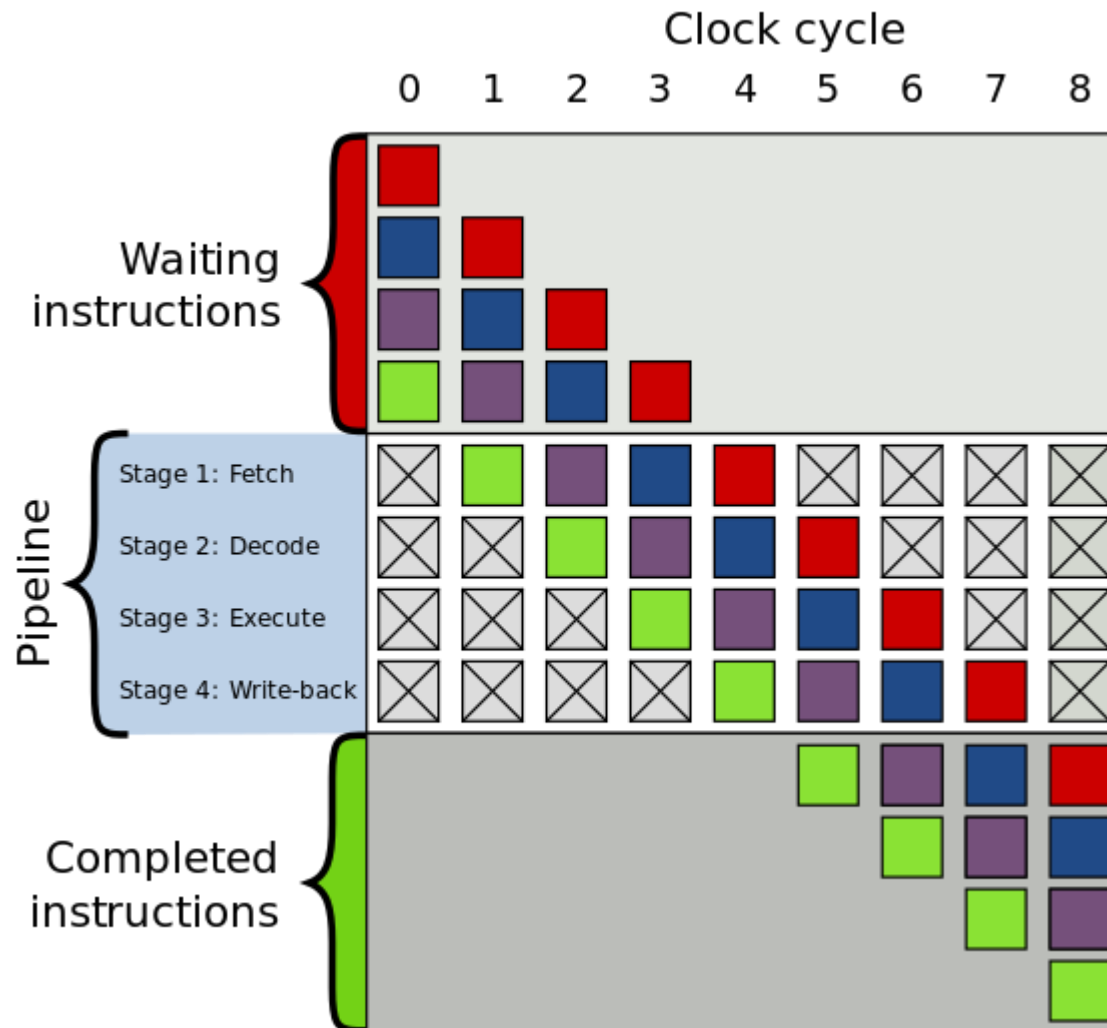 Clock cycle
0 1 2 3 4 5 6 7 8
Waiting
instructions
Pipeline
Stage 1: Fetch
Stage 2: Decode
Stage 3: Execute
Stage 4: Write-back
Completed
instructions